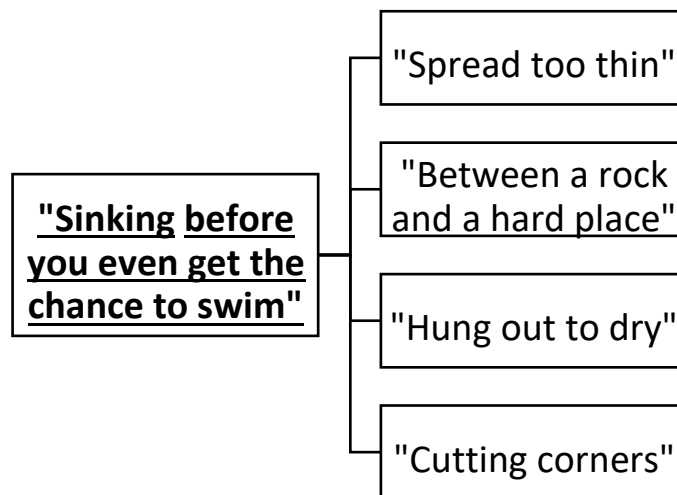 "Sinking before
you even get the
chance to swim"
"Spread too thin"
"Between a rock
and a hard place"
"Hung out to dry"
"Cutting corners"